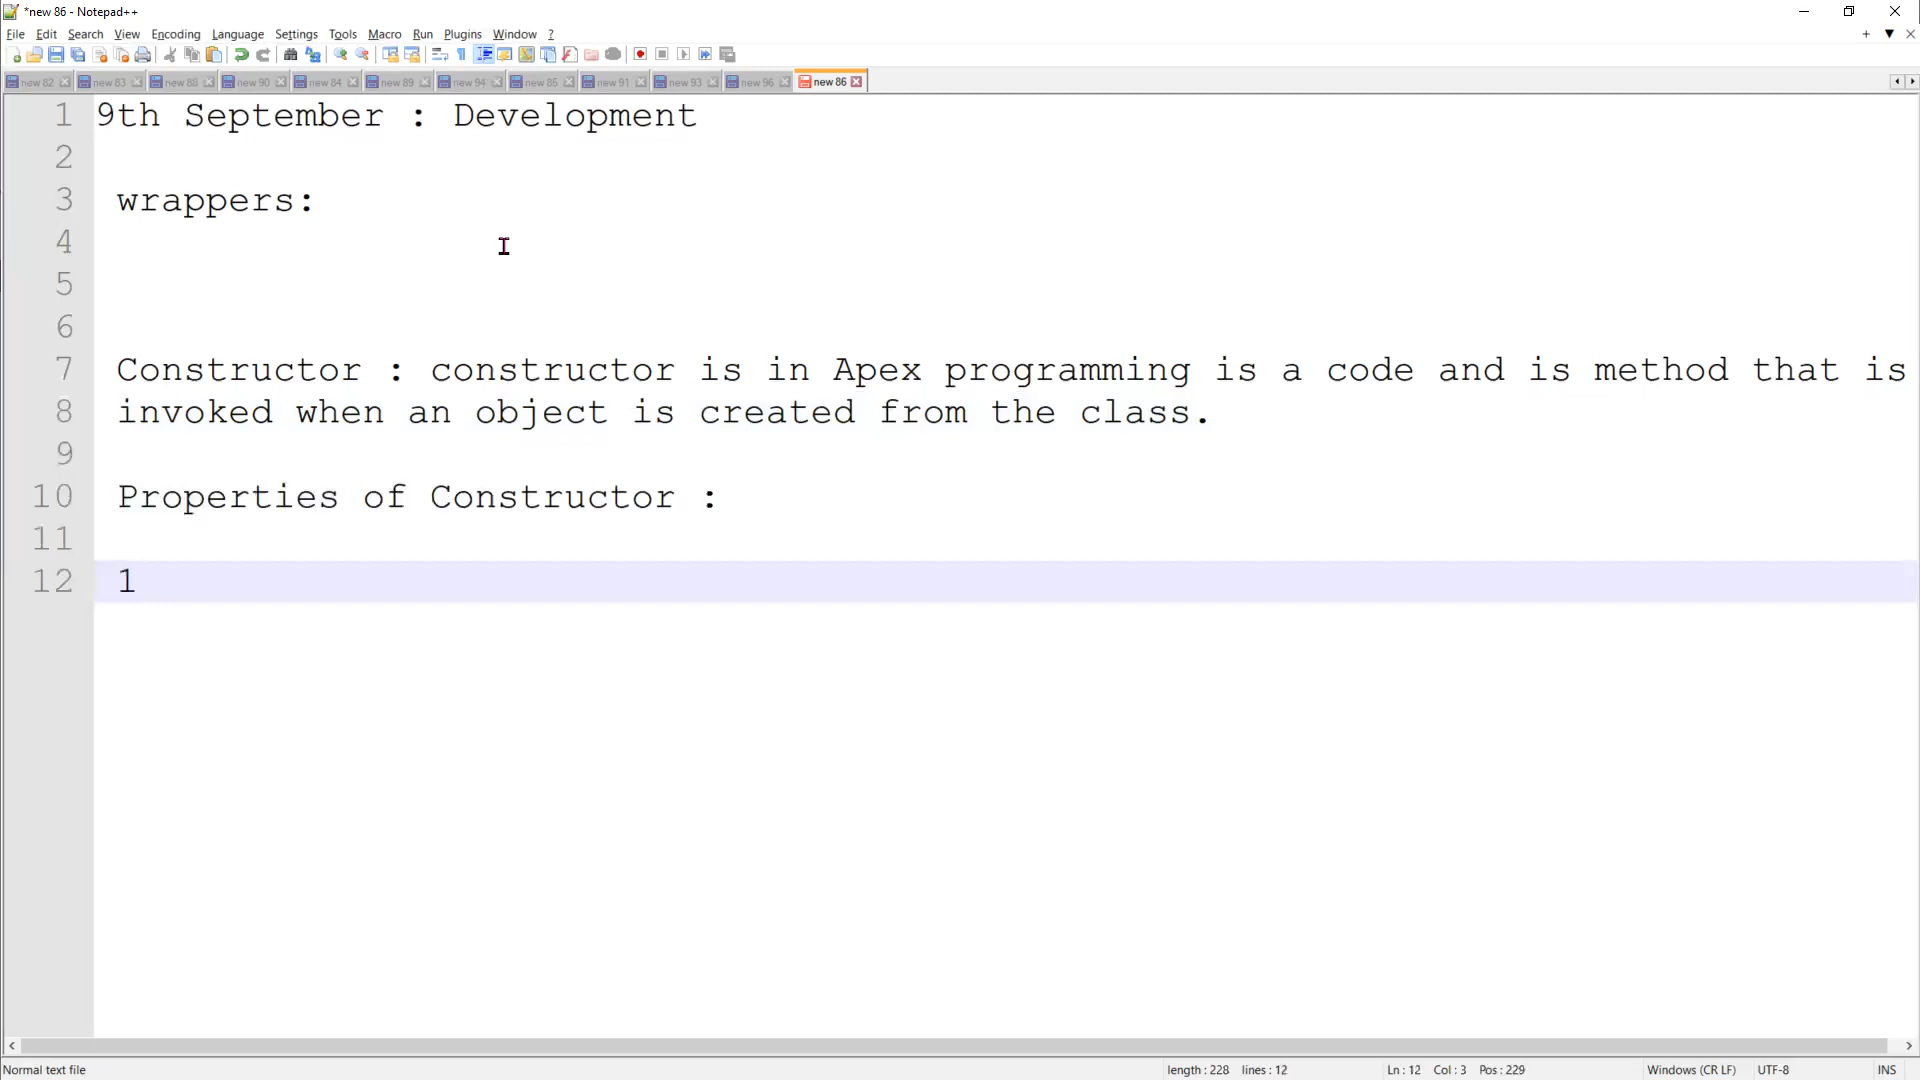 *new 86 - Notepad++
File Edit Search View Encoding Language Settings Tools Macro Run Plugins Window ?
new 82 new 83 new 88 new 90 new 84 new 89 new 94 new 85 new 91 new 93 new 96 new 86
1 9th September : Development
2
3 wrappers:
4
5
6
7 Constructor : constructor is in Apex programming is a code and is method that is
8 invoked when an object is created from the class.
9
10 Properties of Constructor :
11
12 1
Normal text file length : 228 lines : 12 Ln : 12 Col : 3 Pos : 229 Windows (CR LF) UTF-8 INS